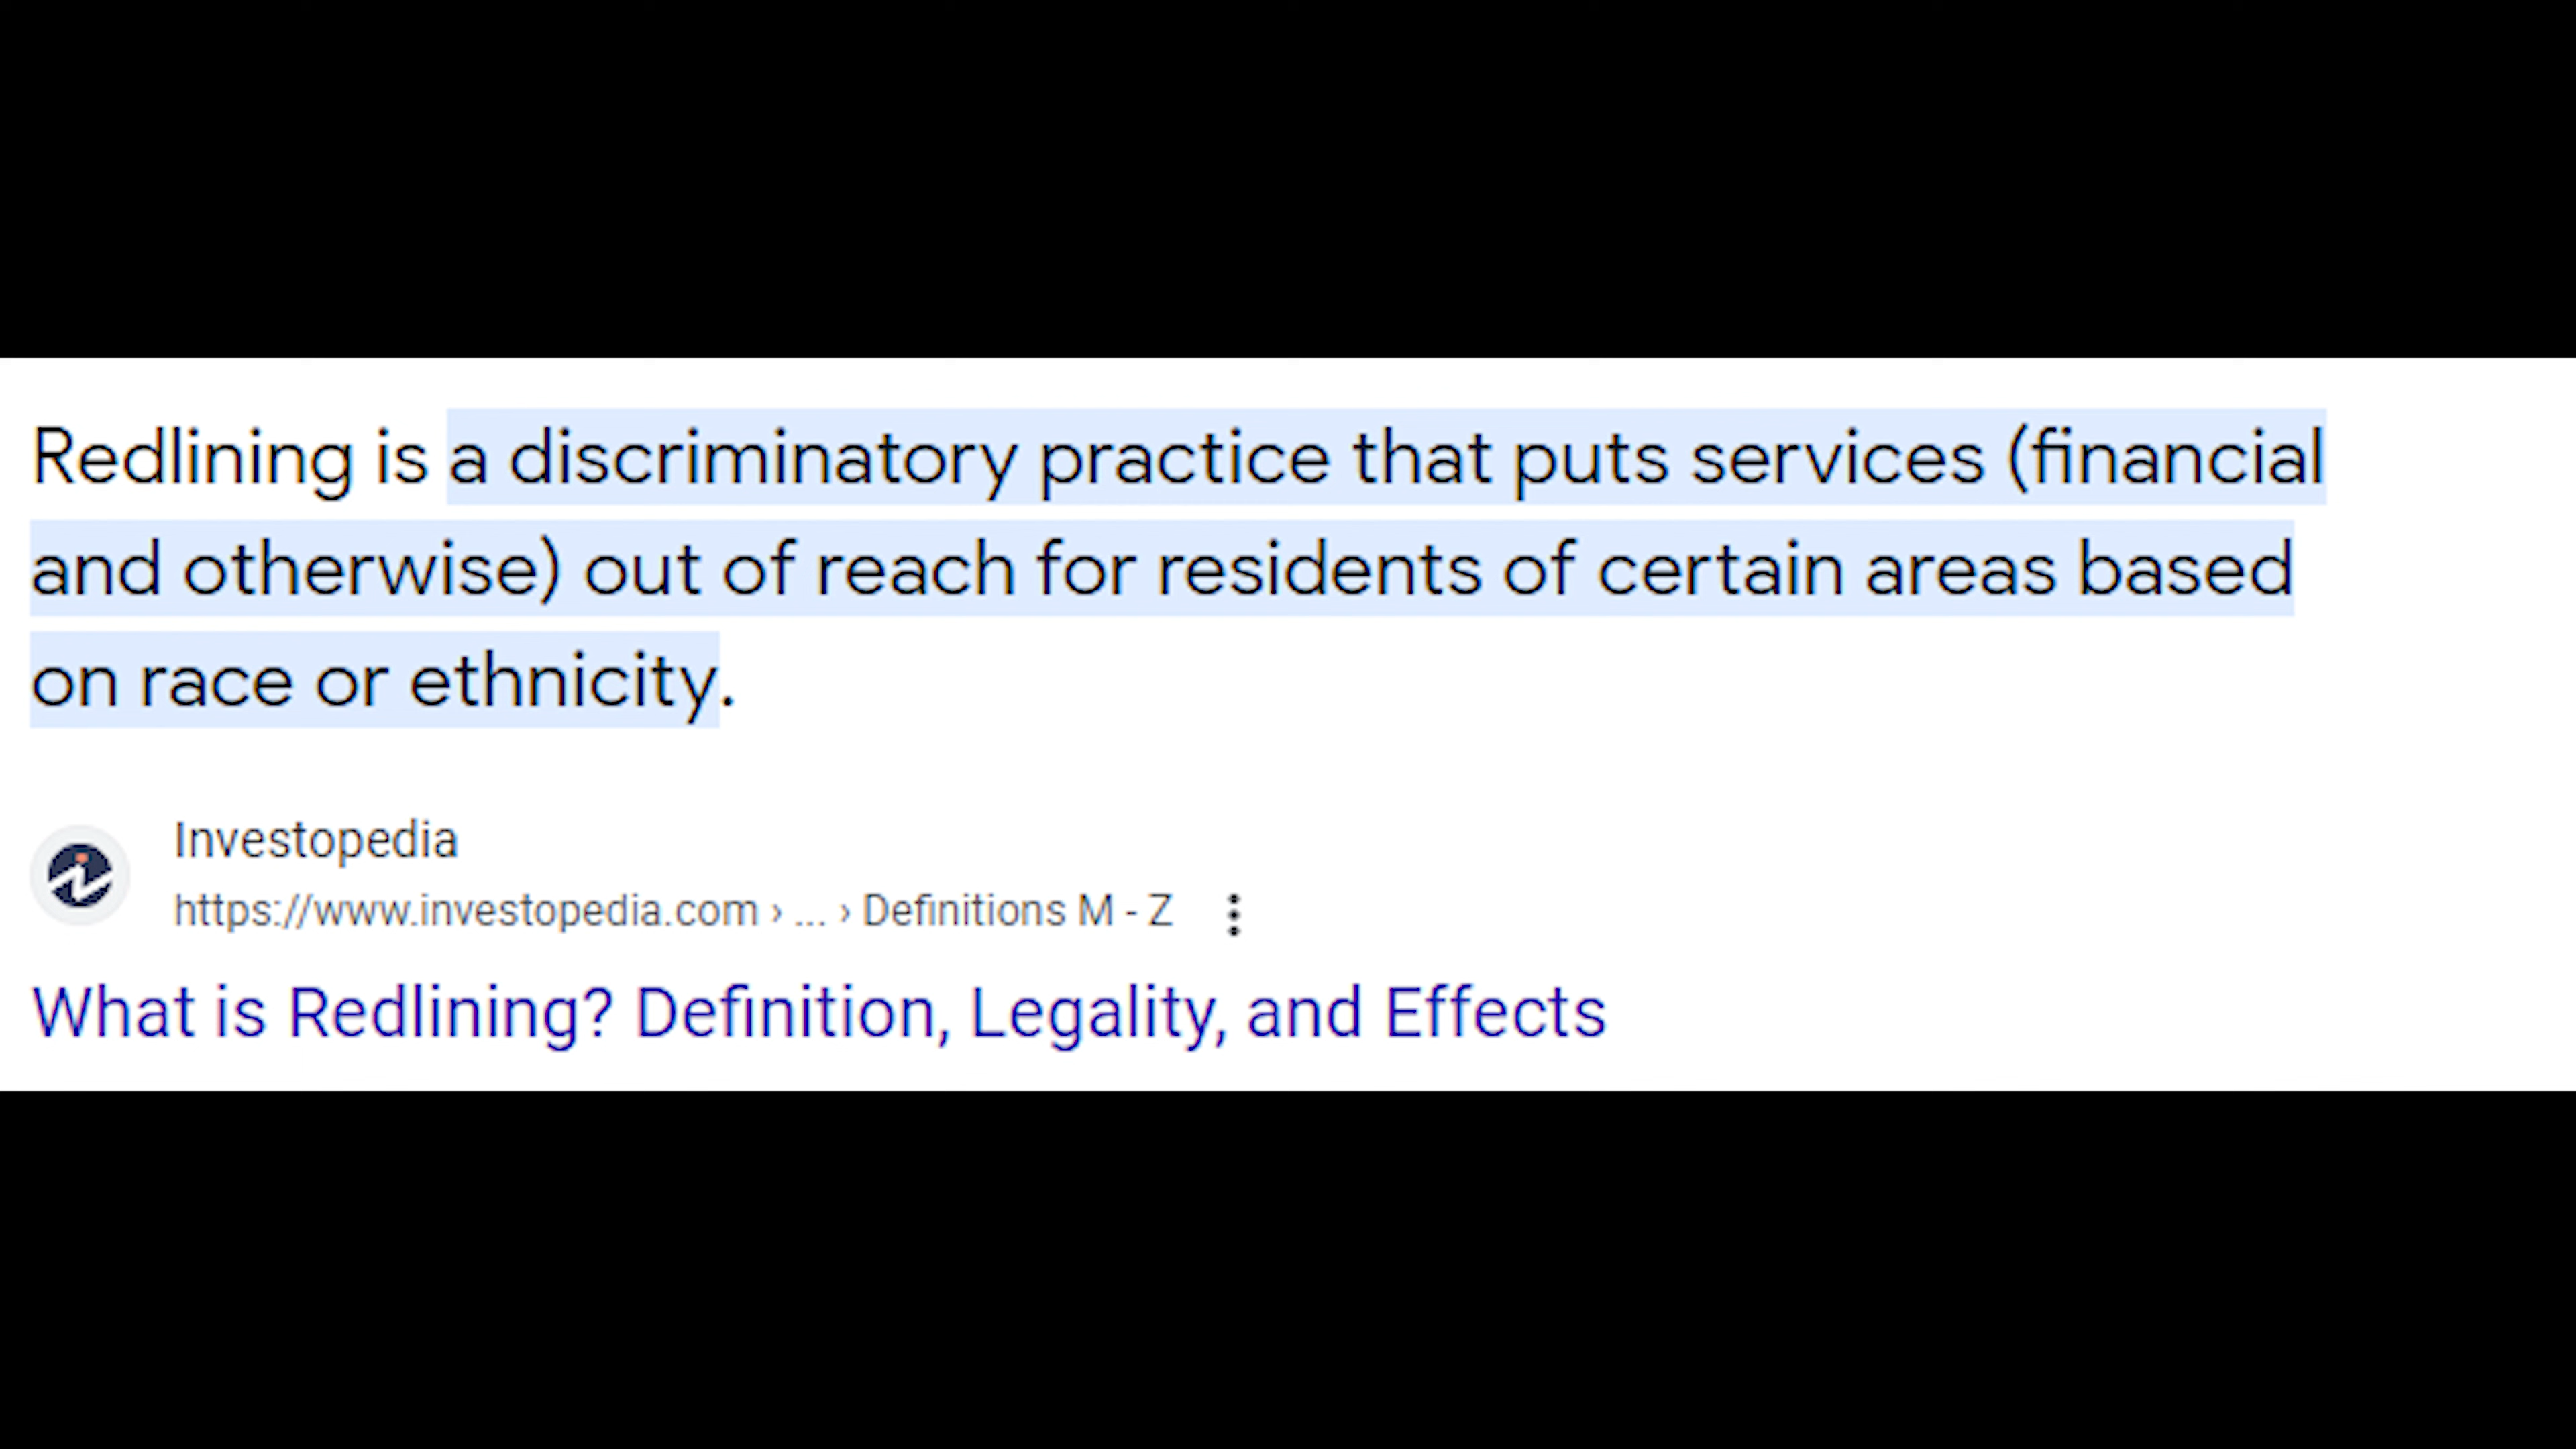 Redlining is a discriminatory practice that puts services (financial
and otherwise) out of reach for residents of certain areas based
on race or ethnicity.
Investopedia
https://www.investopedia.com › ... › Definitions M - Z
What is Redlining? Definition, Legality, and Effects